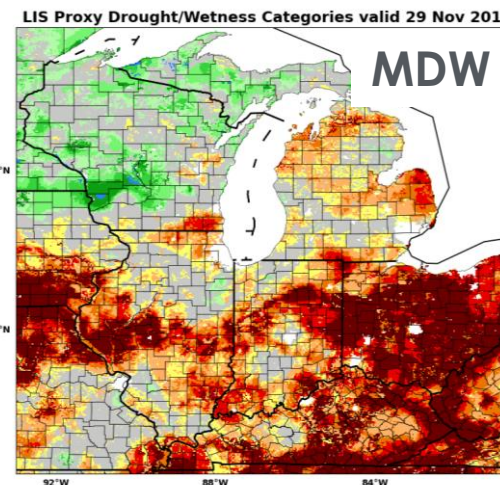 LIS Proxy Drought/Wetness Categories valid 29 Nov 201
MDW
°N
°N
92°W
88°W
84°W